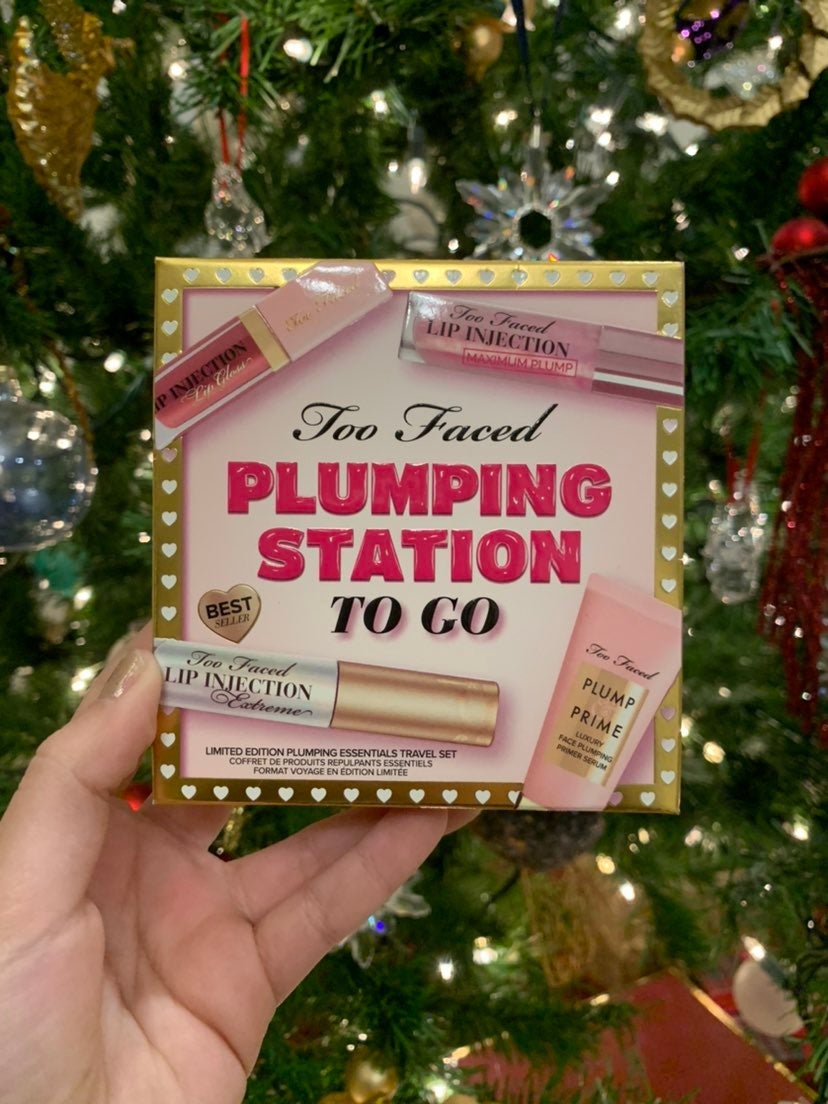 Too Faced
LIP INJECTION
Lip Gloss
Too Faced
LIP INJECTION
MAXIMUM PLUMP
Too Faced
PLUMPING
STATION
TO GO
BEST
SELLER
Too Faced
LIP INJECTION
Extreme
Too Faced
PLUMP
PRIME
LUXURY
FACE PLUMPING
PRIMER SERUM
LIMITED EDITION PLUMPING ESSENTIALS TRAVEL SET
COFFRET DE PRODUITS REPULPANTS ESSENTIELS
FORMAT VOYAGE EN ÉDITION LIMITÉE